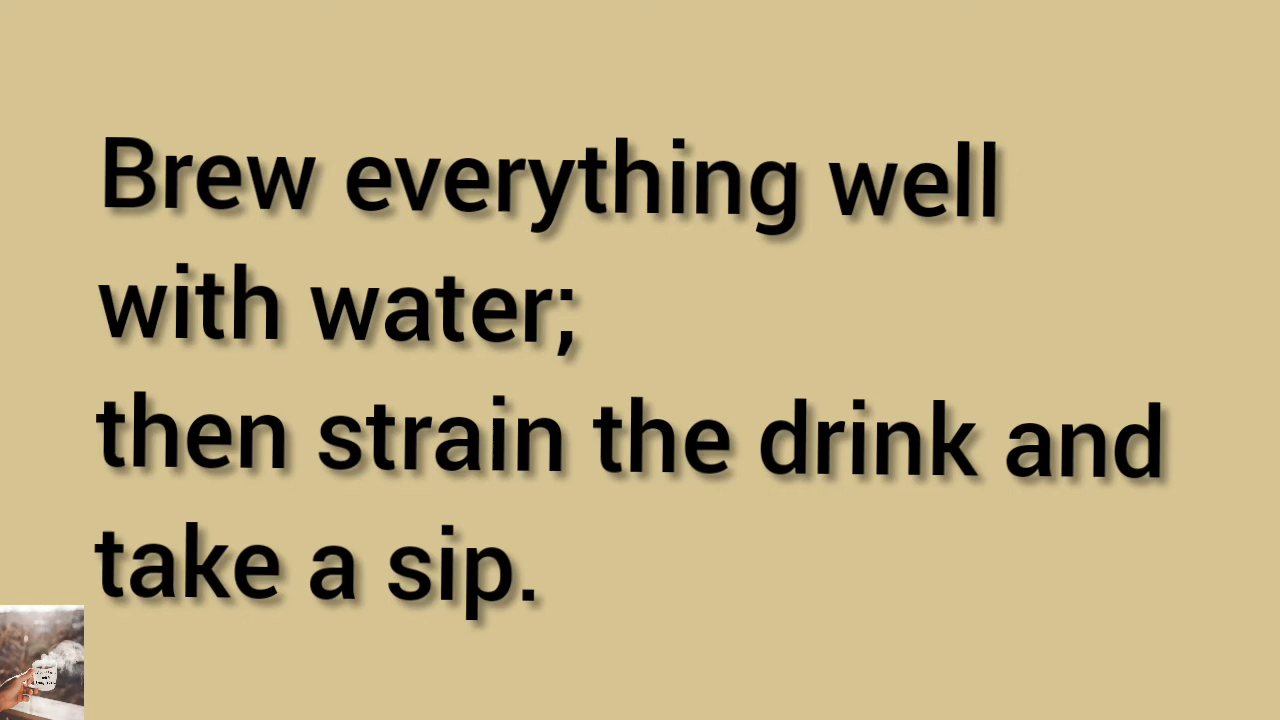 Brew everything well
with water;
then strain the drink and
take a sip.